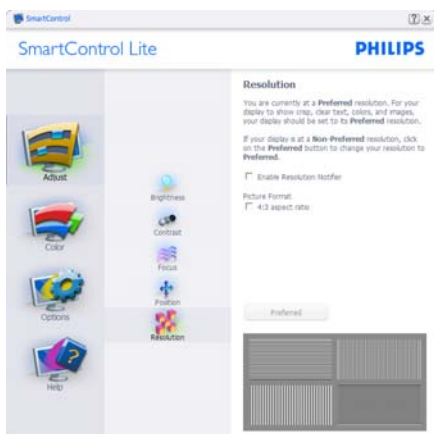 SmartControl
SmartControl Lite
PHILIPS
Adjust
Color
Options
Help
Brightness
Contrast
Focus
Position
Resolution
Resolution
You are currently at a Preferred resolution. For your
display to show crisp, clear text, colors, and images,
your display should be set to its Preferred resolution.
If your display is at a Non-Preferred resolution, click
on the Preferred button to change your resolution to
Preferred.
Enable Resolution Notifier
Picture Format
4:3 aspect ratio
Preferred